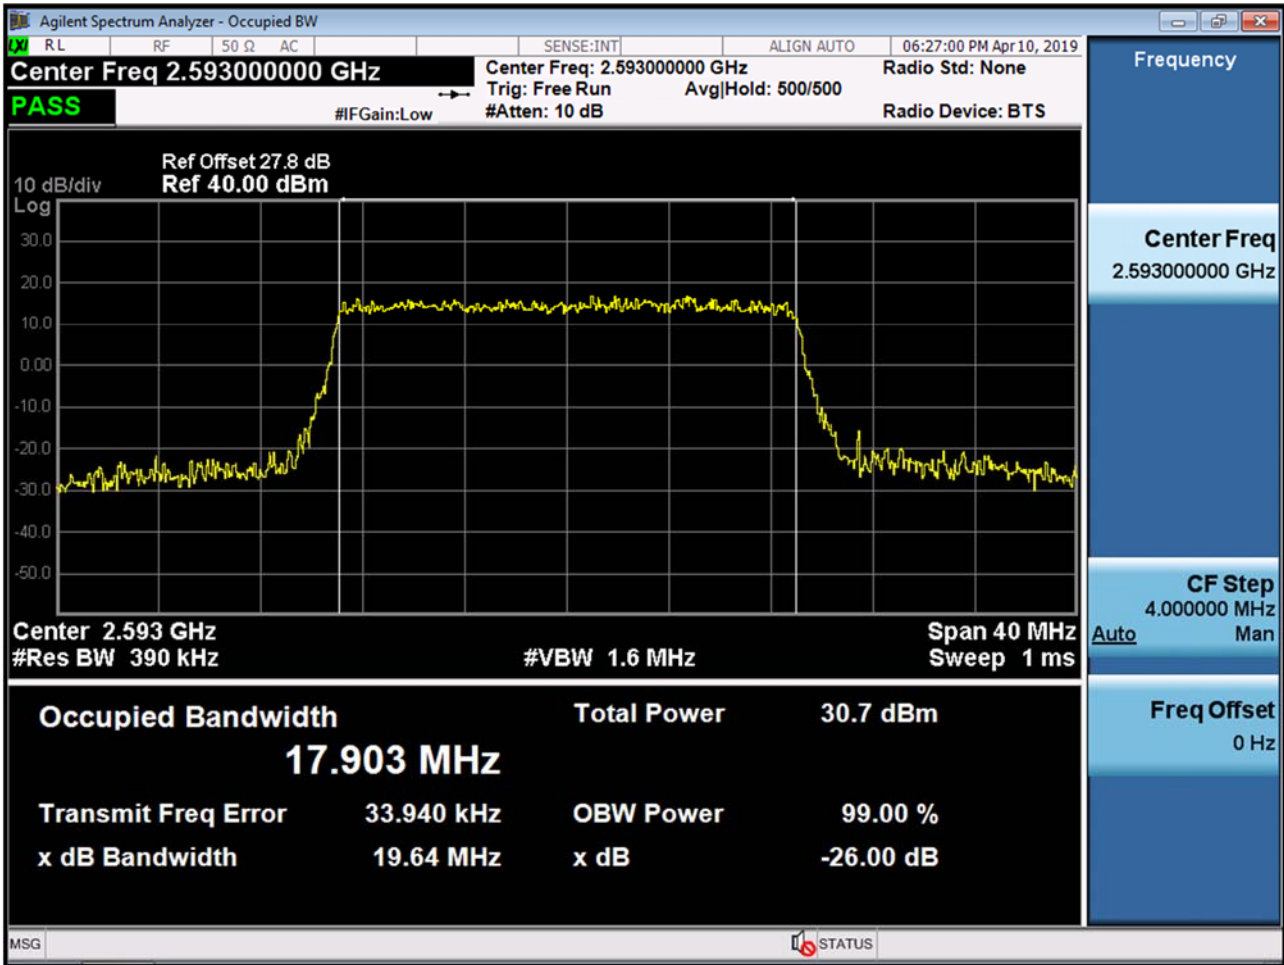 Agilent Spectrum Analyzer - Occupied BW
LXI RL RF 50 Ω AC SENSE:INT ALIGN AUTO 06:27:00 PM Apr 10, 2019
Center Freq 2.593000000 GHz
PASS
#IFGain:Low
Center Freq: 2.593000000 GHz
Trig: Free Run Avg|Hold: 500/500
#Atten: 10 dB
Radio Std: None
Radio Device: BTS
Ref Offset 27.8 dB
10 dB/div Ref 40.00 dBm
Log
30.0
20.0
10.0
0.00
-10.0
-20.0
-30.0
-40.0
-50.0
Center 2.593 GHz Span 40 MHz
#Res BW 390 kHz #VBW 1.6 MHz Sweep 1 ms
Occupied Bandwidth Total Power 30.7 dBm
17.903 MHz
Transmit Freq Error 33.940 kHz OBW Power 99.00 %
x dB Bandwidth 19.64 MHz x dB -26.00 dB
Frequency
Center Freq
2.593000000 GHz
CF Step
4.000000 MHz
Auto Man
Freq Offset
0 Hz
MSG STATUS